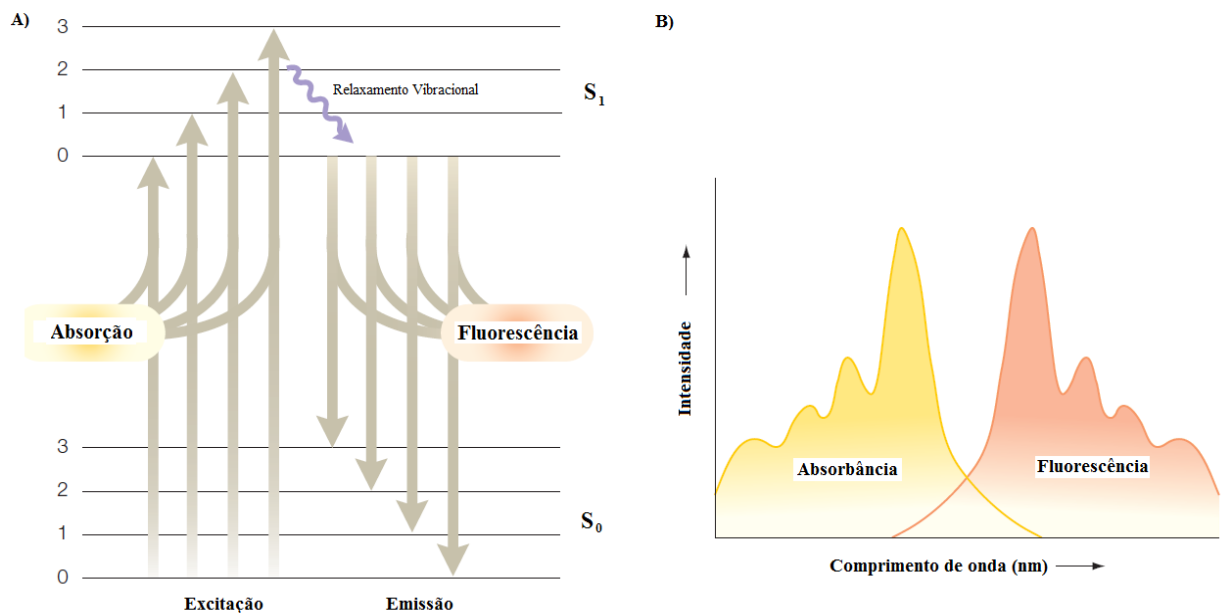 A)
3
2
1
0
Relaxamento Vibracional
S1
Absorção
Fluorescência
3
2
1
0
S0
Excitação
Emissão
B)
Intensidade
Absorbância
Fluorescência
Comprimento de onda (nm)